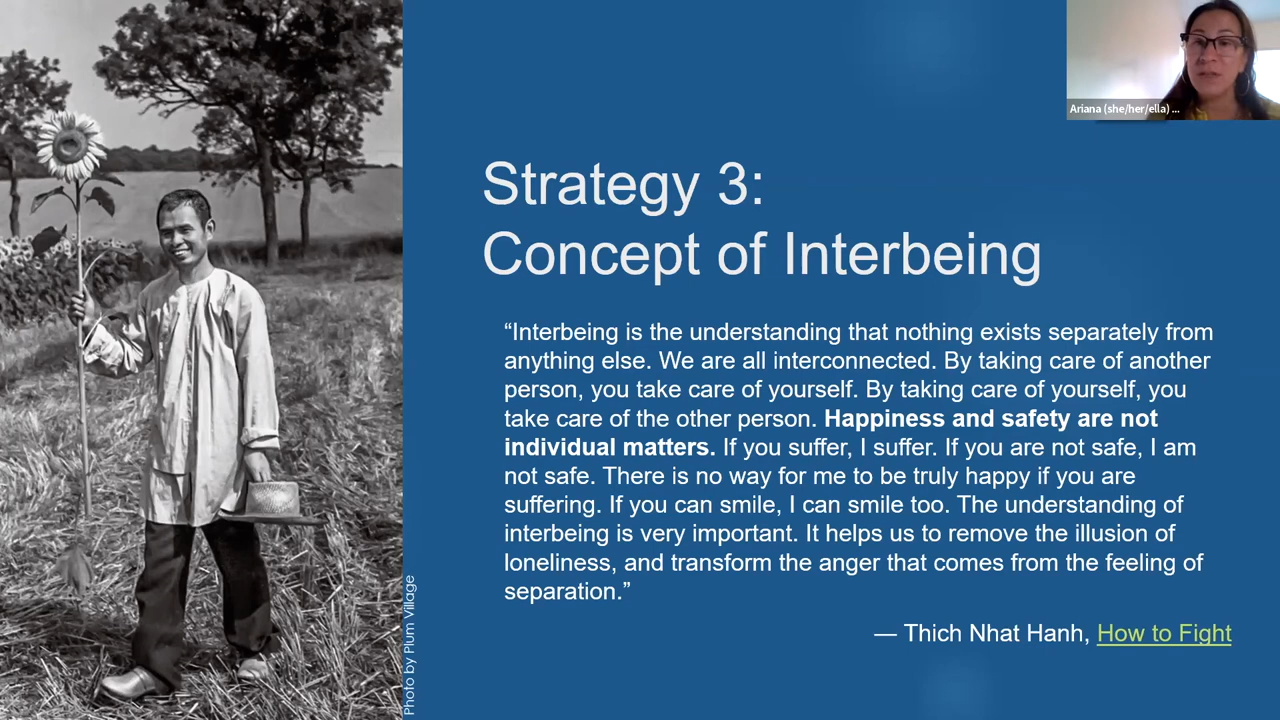 Ariana (she/her/ella) ...
Strategy 3:
Concept of Interbeing
“Interbeing is the understanding that nothing exists separately from
anything else. We are all interconnected. By taking care of another
person, you take care of yourself. By taking care of yourself, you
take care of the other person. Happiness and safety are not
individual matters. If you suffer, I suffer. If you are not safe, I am
not safe. There is no way for me to be truly happy if you are
suffering. If you can smile, I can smile too. The understanding of
interbeing is very important. It helps us to remove the illusion of
loneliness, and transform the anger that comes from the feeling of
separation.”
— Thich Nhat Hanh, How to Fight
Photo by Plum Village